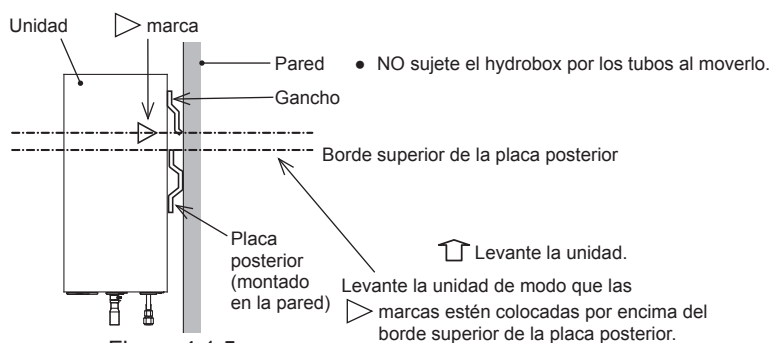 Unidad
marca
Pared
● NO sujete el hydrobox por los tubos al moverlo.
Gancho
Borde superior de la placa posterior
Placa
posterior
(montado
en la pared)
Levante la unidad.
Levante la unidad de modo que las
marcas estén colocadas por encima del
borde superior de la placa posterior.